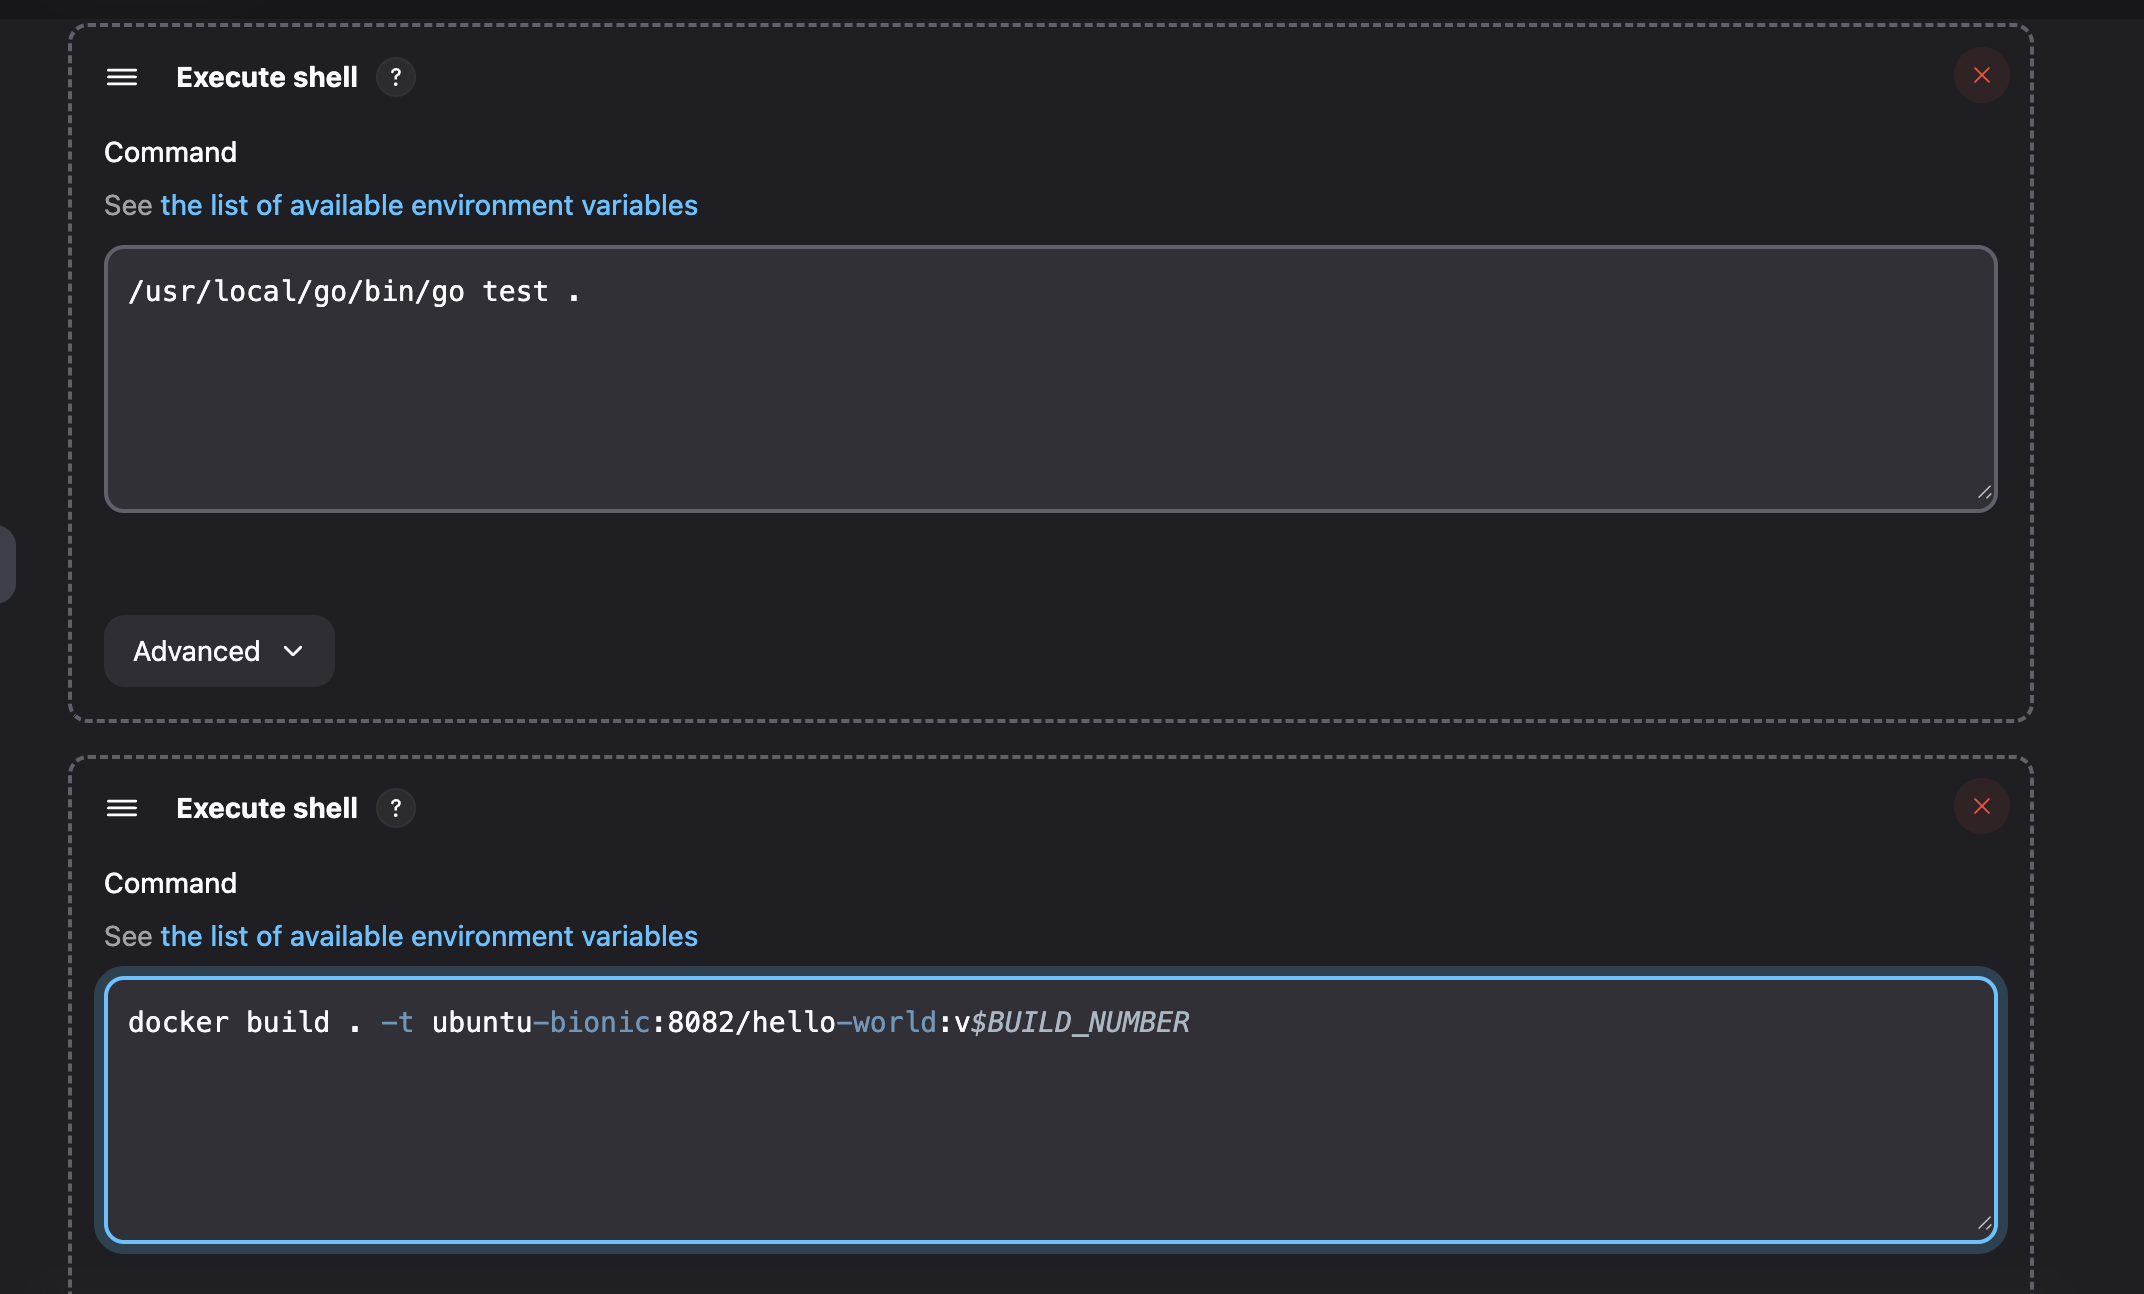 Execute shell ?
Command
See the list of available environment variables
/usr/local/go/bin/go test .
Advanced
Execute shell ?
Command
See the list of available environment variables
docker build . -t ubuntu-bionic:8082/hello-world:v$BUILD_NUMBER